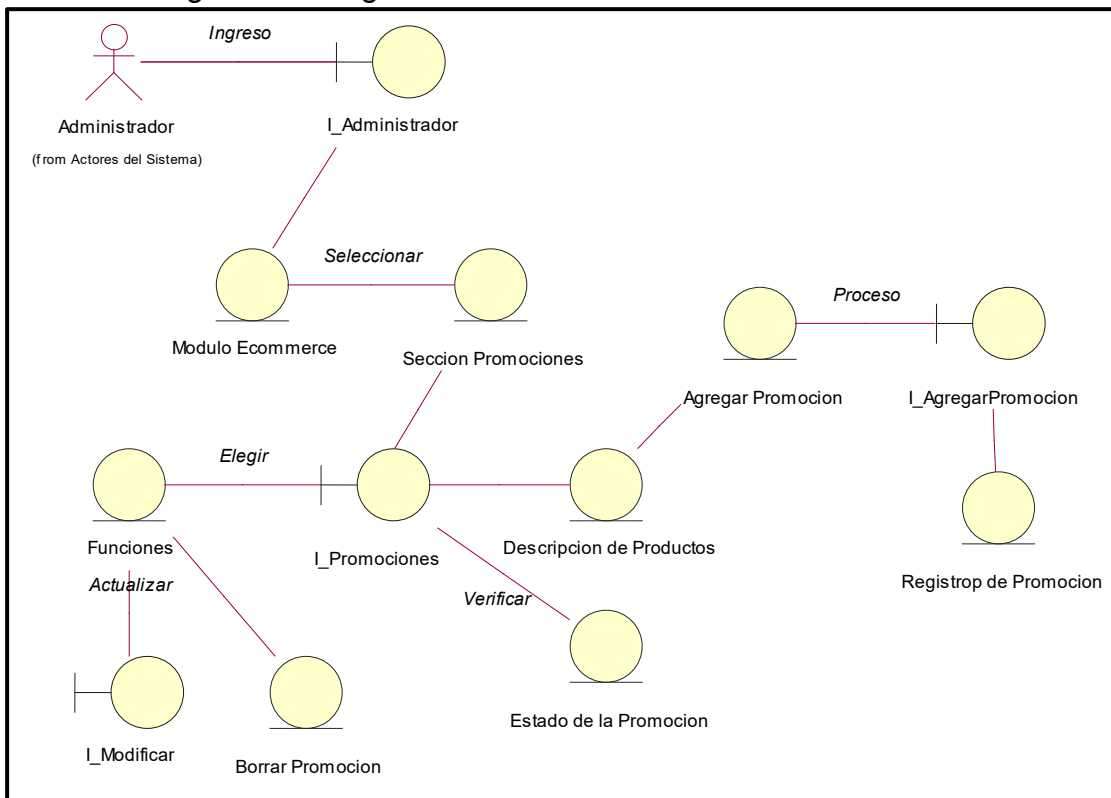 Ingreso
Administrador
(from Actores del Sistema)
I_Administrador
Seleccionar
Modulo Ecommerce
Seccion Promociones
Proceso
Agregar Promocion
I_AgregarPromocion
Elegir
Funciones
I_Promociones
Descripcion de Productos
Registrop de Promocion
Actualizar
Verificar
I_Modificar
Borrar Promocion
Estado de la Promocion